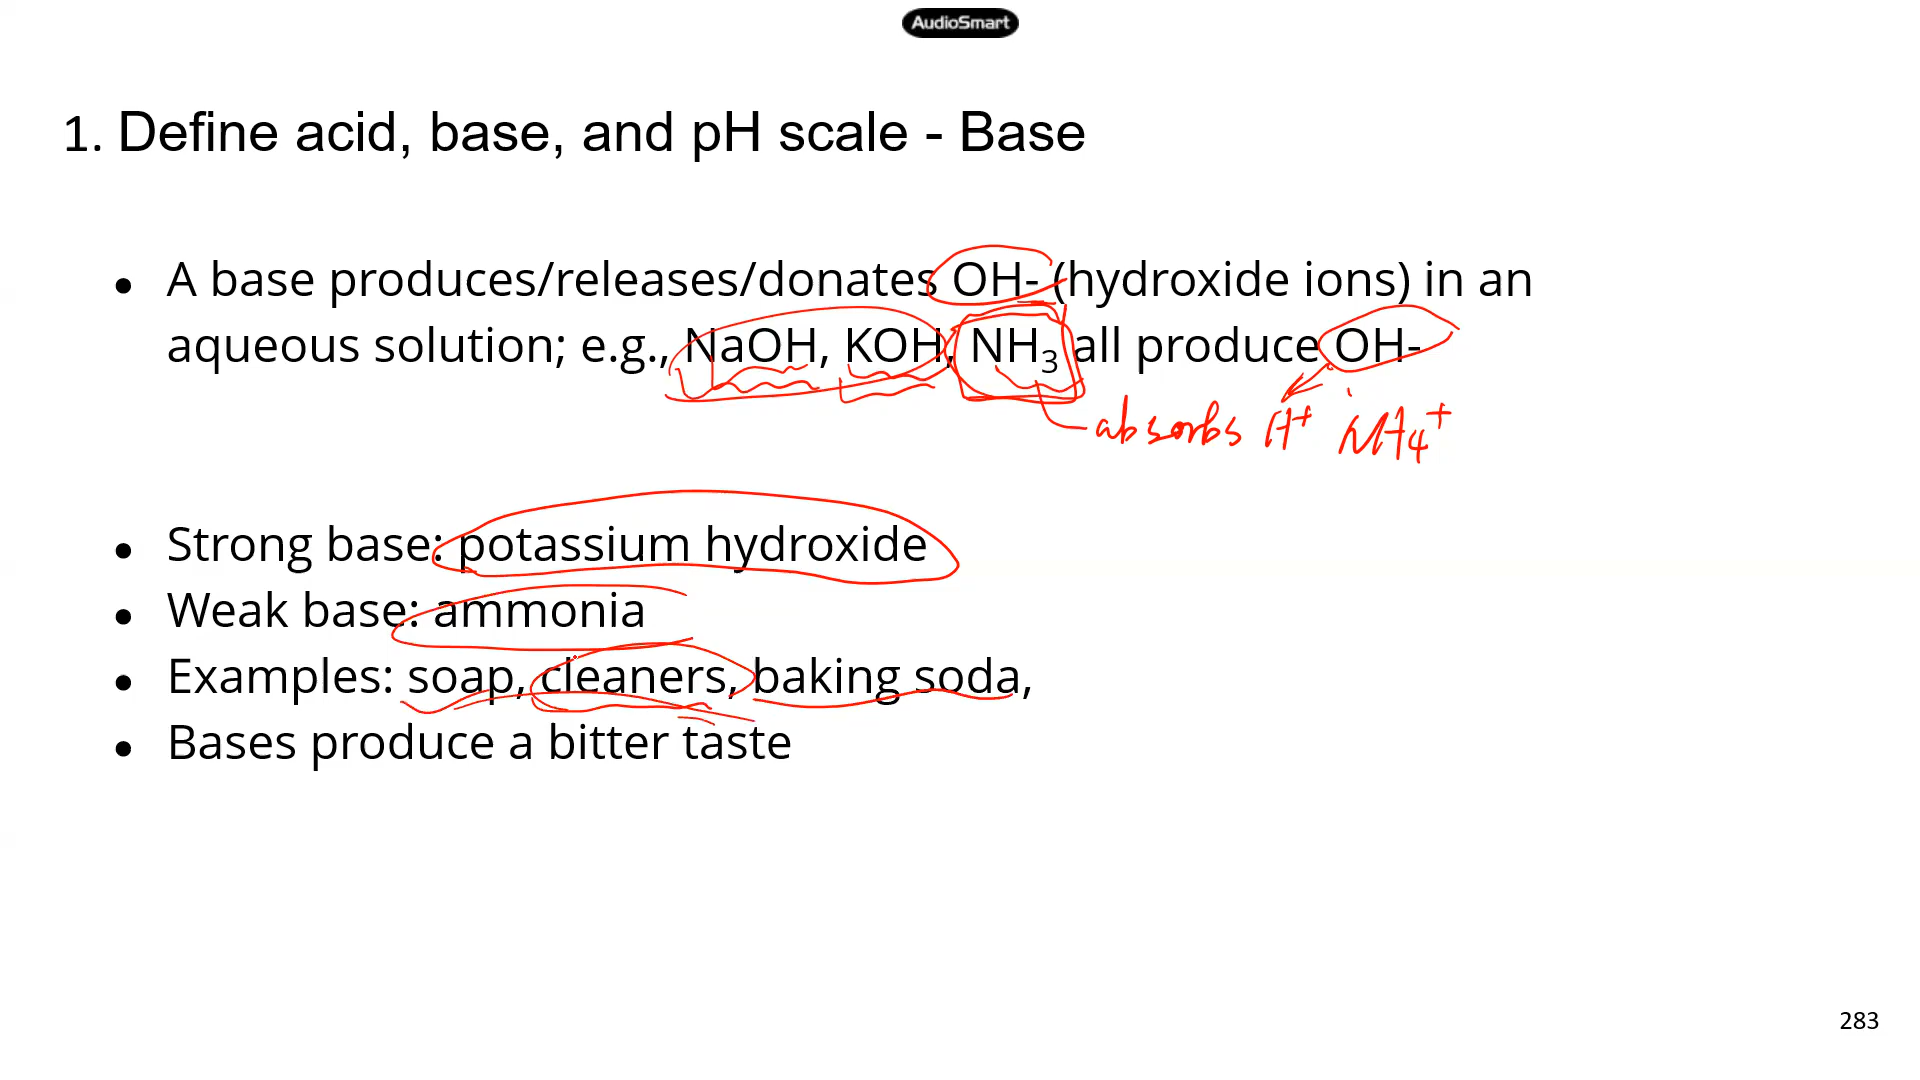 AudioSmart
1. Define acid, base, and pH scale - Base
● A base produces/releases/donates OH- (hydroxide ions) in an
aqueous solution; e.g., NaOH, KOH, NH₃ all produce OH-
absorbs H⁺ NH₄⁺
● Strong base: potassium hydroxide
● Weak base: ammonia
● Examples: soap, cleaners, baking soda,
● Bases produce a bitter taste
283